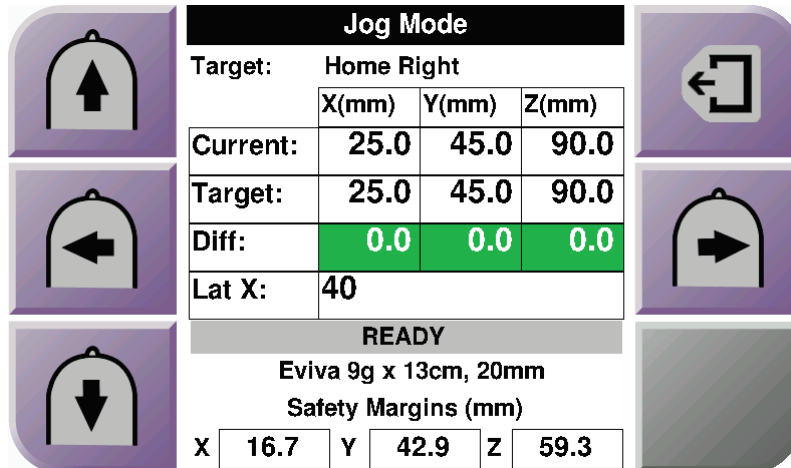 Jog Mode
Target: Home Right
X(mm) Y(mm) Z(mm)
Current: 25.0 45.0 90.0
Target: 25.0 45.0 90.0
Diff: 0.0 0.0 0.0
Lat X: 40
READY
Eviva 9g x 13cm, 20mm
Safety Margins (mm)
X 16.7 Y 42.9 Z 59.3